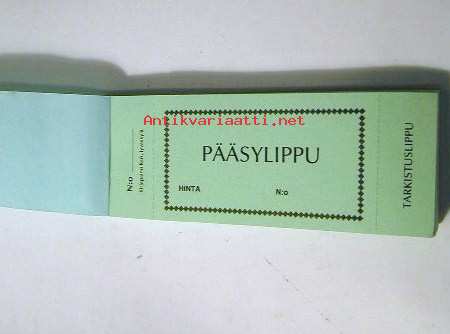 Antikvariaatti.net
N:o
PÄÄSYLIPPU
HINTA N:o
TARKISTUSLIPPU